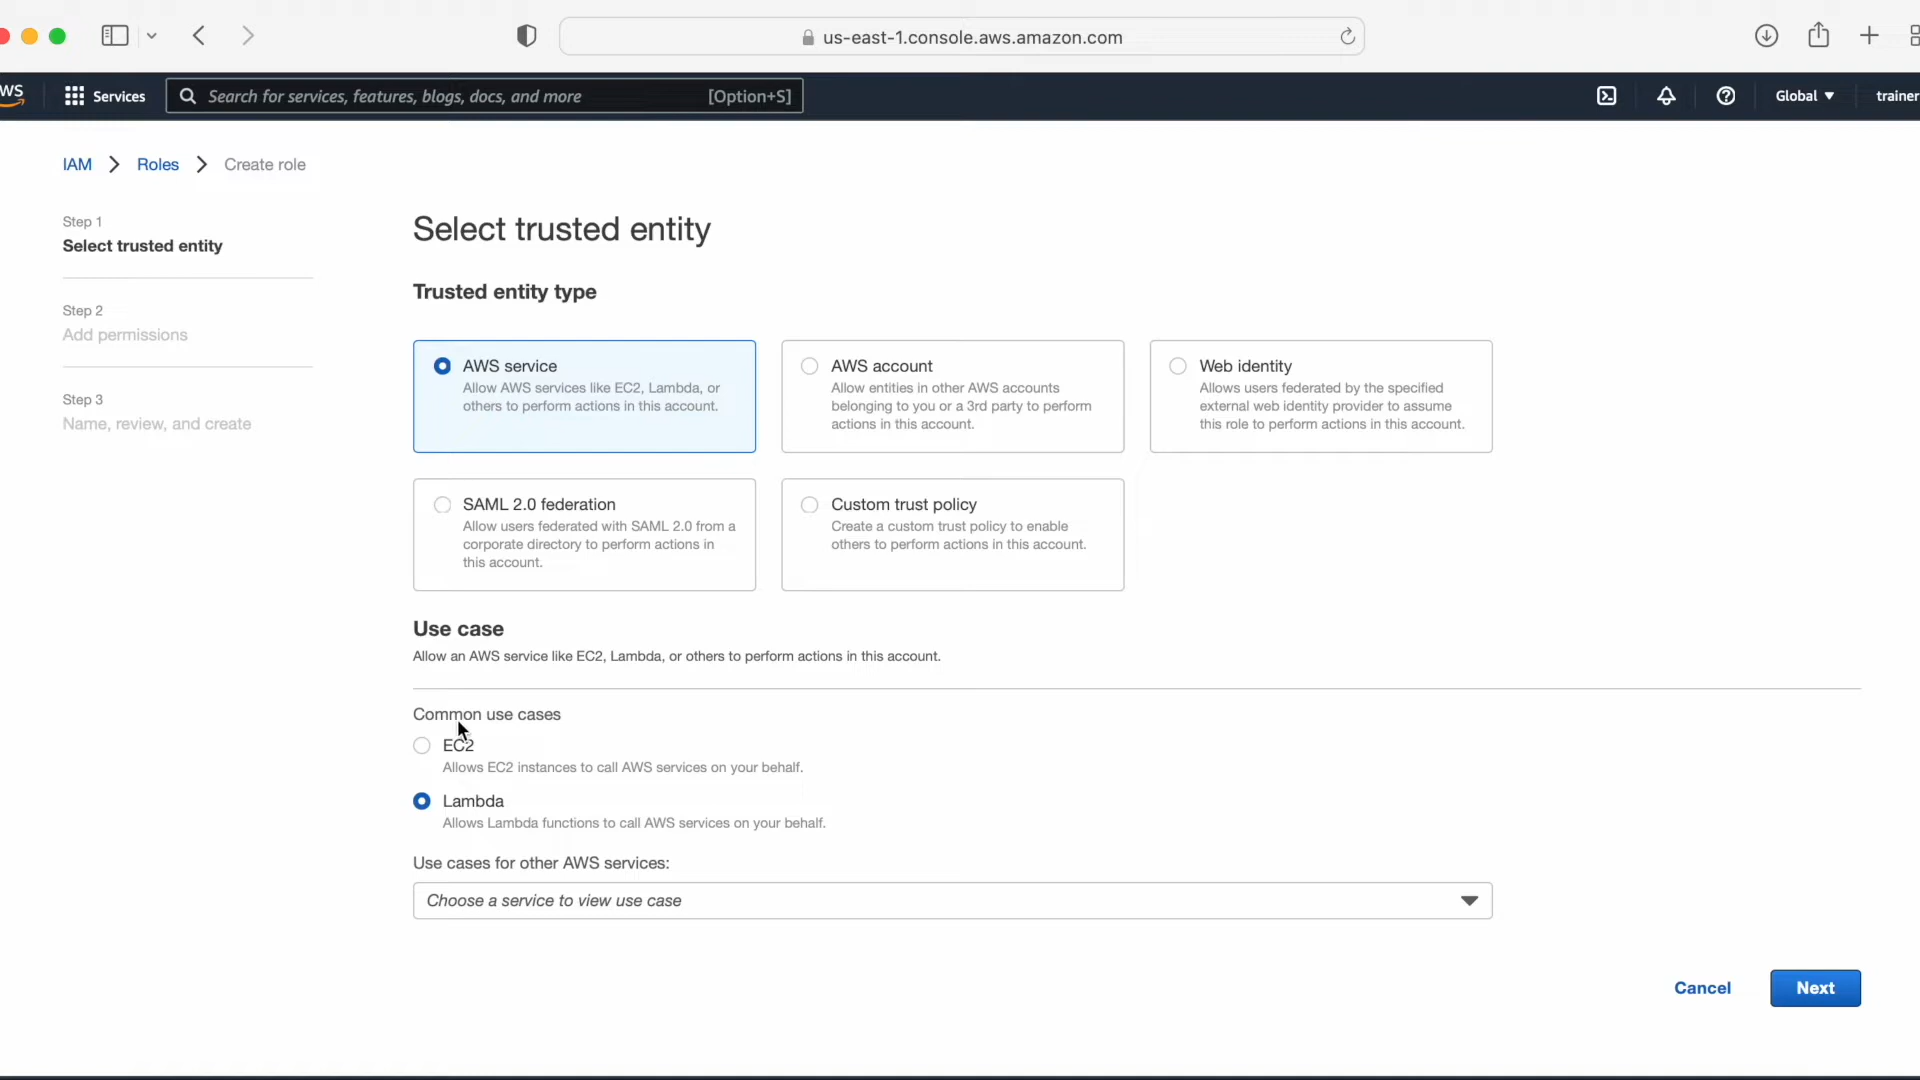 us-east-1.console.aws.amazon.com
Services
Search for services, features, blogs, docs, and more [Option+S]
Global
trainer
IAM > Roles > Create role
Step 1
Select trusted entity
Step 2
Add permissions
Step 3
Name, review, and create
Select trusted entity
Trusted entity type
AWS service
Allow AWS services like EC2, Lambda, or
others to perform actions in this account.
AWS account
Allow entities in other AWS accounts
belonging to you or a 3rd party to perform
actions in this account.
Web identity
Allows users federated by the specified
external web identity provider to assume
this role to perform actions in this account.
SAML 2.0 federation
Allow users federated with SAML 2.0 from a
corporate directory to perform actions in
this account.
Custom trust policy
Create a custom trust policy to enable
others to perform actions in this account.
Use case
Allow an AWS service like EC2, Lambda, or others to perform actions in this account.
Common use cases
EC2
Allows EC2 instances to call AWS services on your behalf.
Lambda
Allows Lambda functions to call AWS services on your behalf.
Use cases for other AWS services:
Choose a service to view use case
Cancel
Next